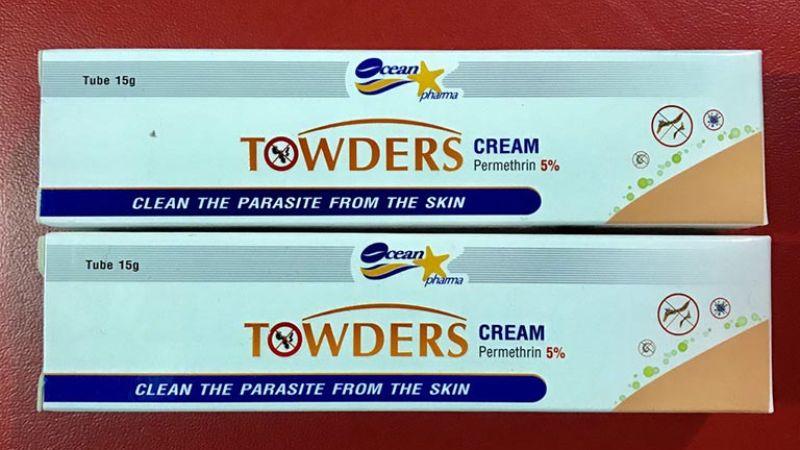 Tube 15g
Ocean
pharma
TOWDERS CREAM
Permethrin 5%
CLEAN THE PARASITE FROM THE SKIN
Tube 15g
Ocean
pharma
TOWDERS CREAM
Permethrin 5%
CLEAN THE PARASITE FROM THE SKIN